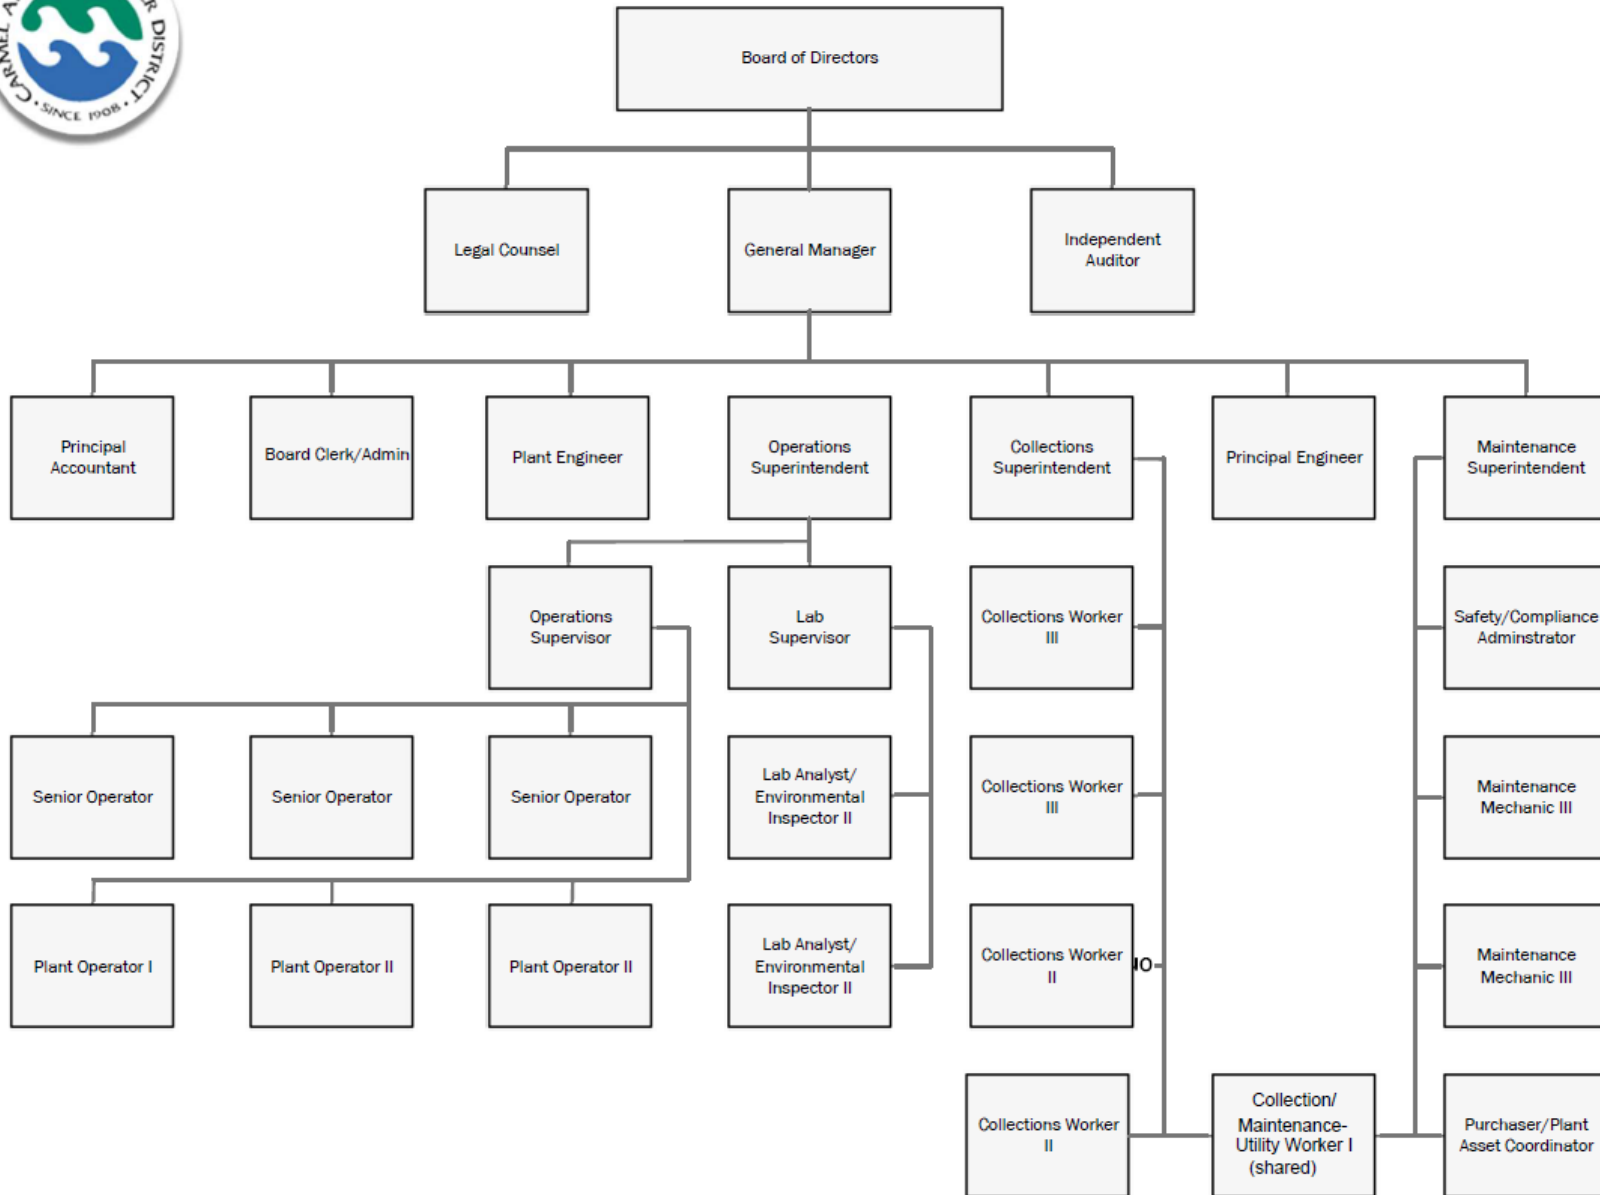 CARMEL A
R DISTRICT
• SINCE 1908 •
Board of Directors
Legal Counsel
General Manager
Independent
Auditor
Principal
Accountant
Board Clerk/Admin
Plant Engineer
Operations
Superintendent
Collections
Superintendent
Principal Engineer
Maintenance
Superintendent
Operations
Supervisor
Lab
Supervisor
Collections Worker
III
Safety/Compliance
Adminstrator
Senior Operator
Senior Operator
Senior Operator
Lab Analyst/
Environmental
Inspector II
Collections Worker
III
Maintenance
Mechanic III
Plant Operator I
Plant Operator II
Plant Operator II
Lab Analyst/
Environmental
Inspector II
Collections Worker
II
Maintenance
Mechanic III
Collections Worker
II
Collection/
Maintenance-
Utility Worker I
(shared)
Purchaser/Plant
Asset Coordinator